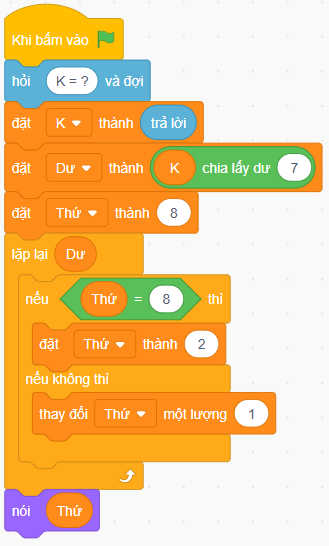 Khi bấm vào
hỏi K = ? và đợi
đặt K thành trả lời
đặt Dư thành K chia lấy dư 7
đặt Thứ thành 8
lặp lại Dư
nếu Thứ = 8 thì
đặt Thứ thành 2
nếu không thì
thay đổi Thứ một lượng 1
nói Thứ